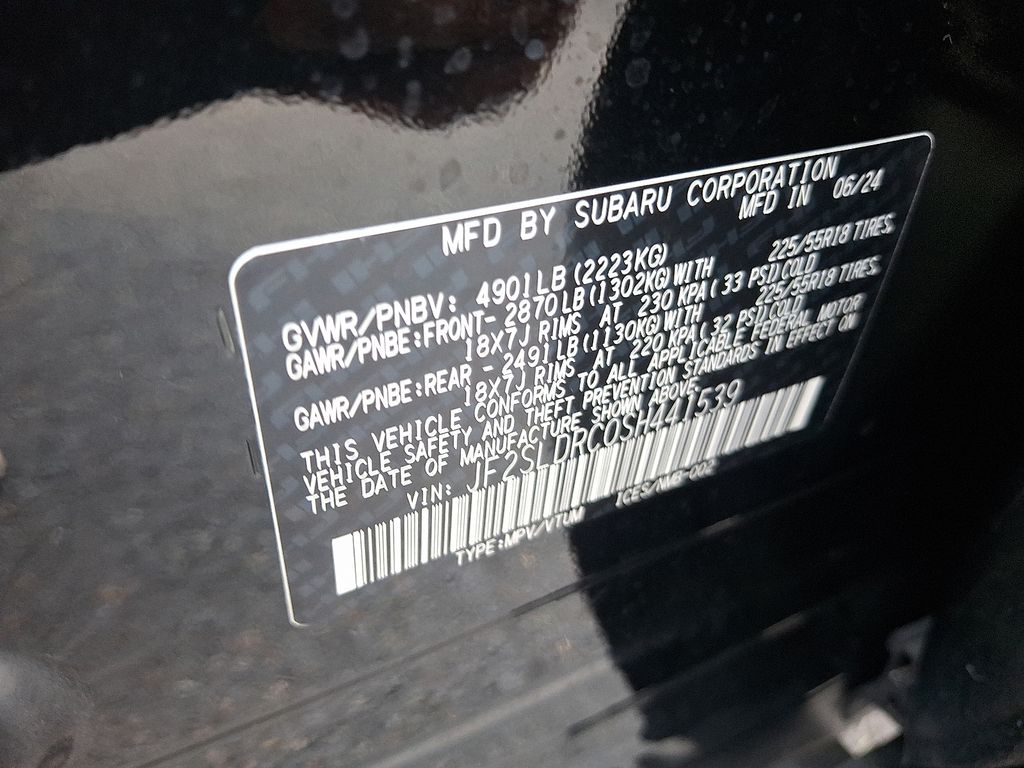 MFD BY SUBARU CORPORATION
MFD IN 06/24
GVWR/PNBV: 4901LB(2223KG)
GAWR/PNBE:FRONT- 2870LB(1302KG)WITH 225/55R18 TIRES,
18X7J RIMS AT 230 KPA( 33 PSI)COLD
GAWR/PNBE:REAR - 2491LB(1130KG)WITH 225/55R18 TIRES,
18X7J RIMS AT 220 KPA( 32 PSI)COLD
THIS VEHICLE CONFORMS TO ALL APPLICABLE FEDERAL MOTOR
VEHICLE SAFETY AND THEFT PREVENTION STANDARDS IN EFFECT ON
THE DATE OF MANUFACTURE SHOWN ABOVE.
VIN: JF2SLDRC0SH441539
TYPE:MPV/VTUM ICES/NMB-002